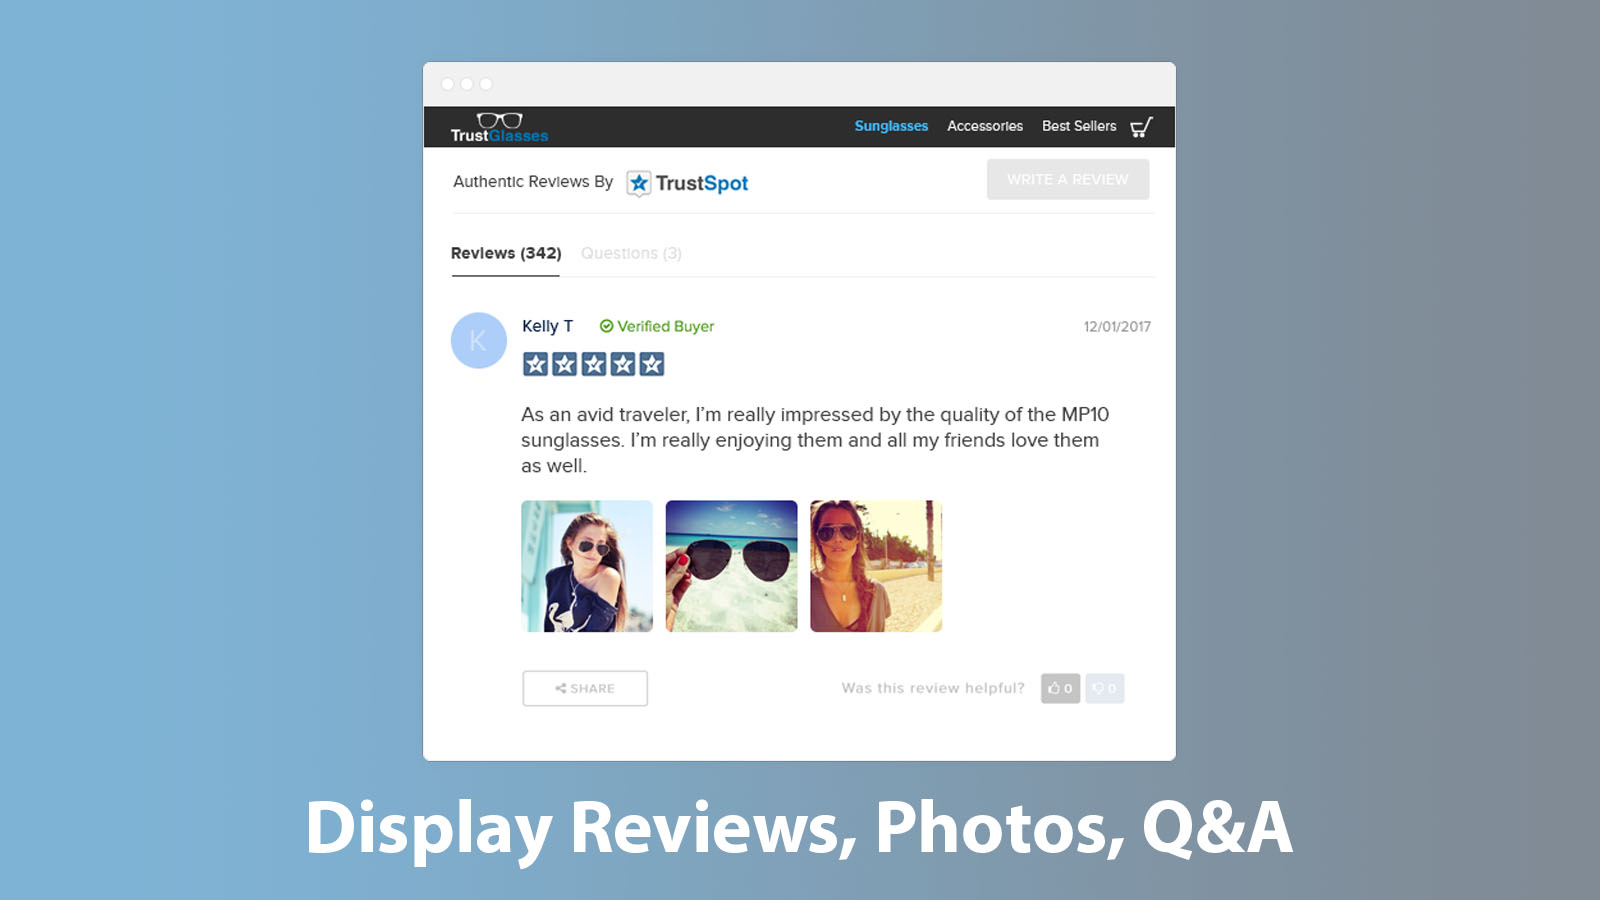 TrustGlasses
Sunglasses Accessories Best Sellers
Authentic Reviews By TrustSpot
WRITE A REVIEW
Reviews (342) Questions (3)
K
Kelly T Verified Buyer 12/01/2017
As an avid traveler, I’m really impressed by the quality of the MP10
sunglasses. I’m really enjoying them and all my friends love them
as well.
SHARE
Was this review helpful? 0 0
Display Reviews, Photos, Q&A